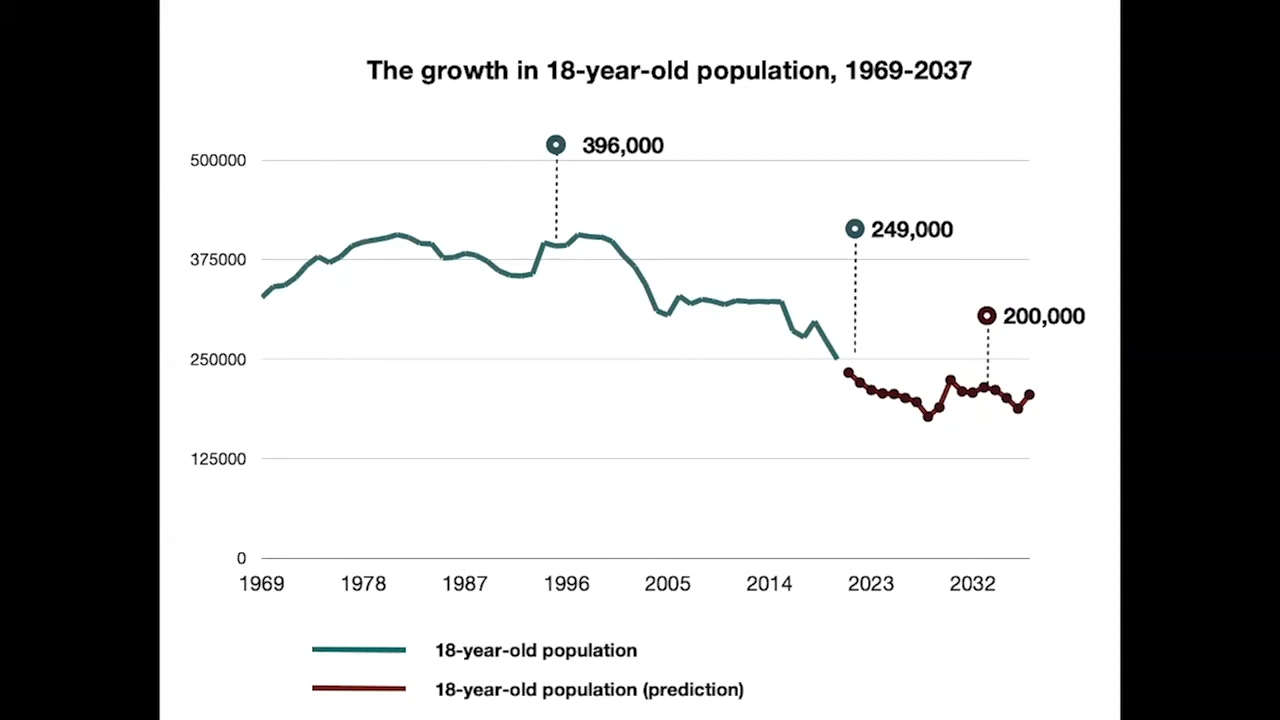 The growth in 18-year-old population, 1969-2037
396,000
500000
249,000
375000
200,000
250000
125000
0
1969 1978 1987 1996 2005 2014 2023 2032
18-year-old population
18-year-old population (prediction)